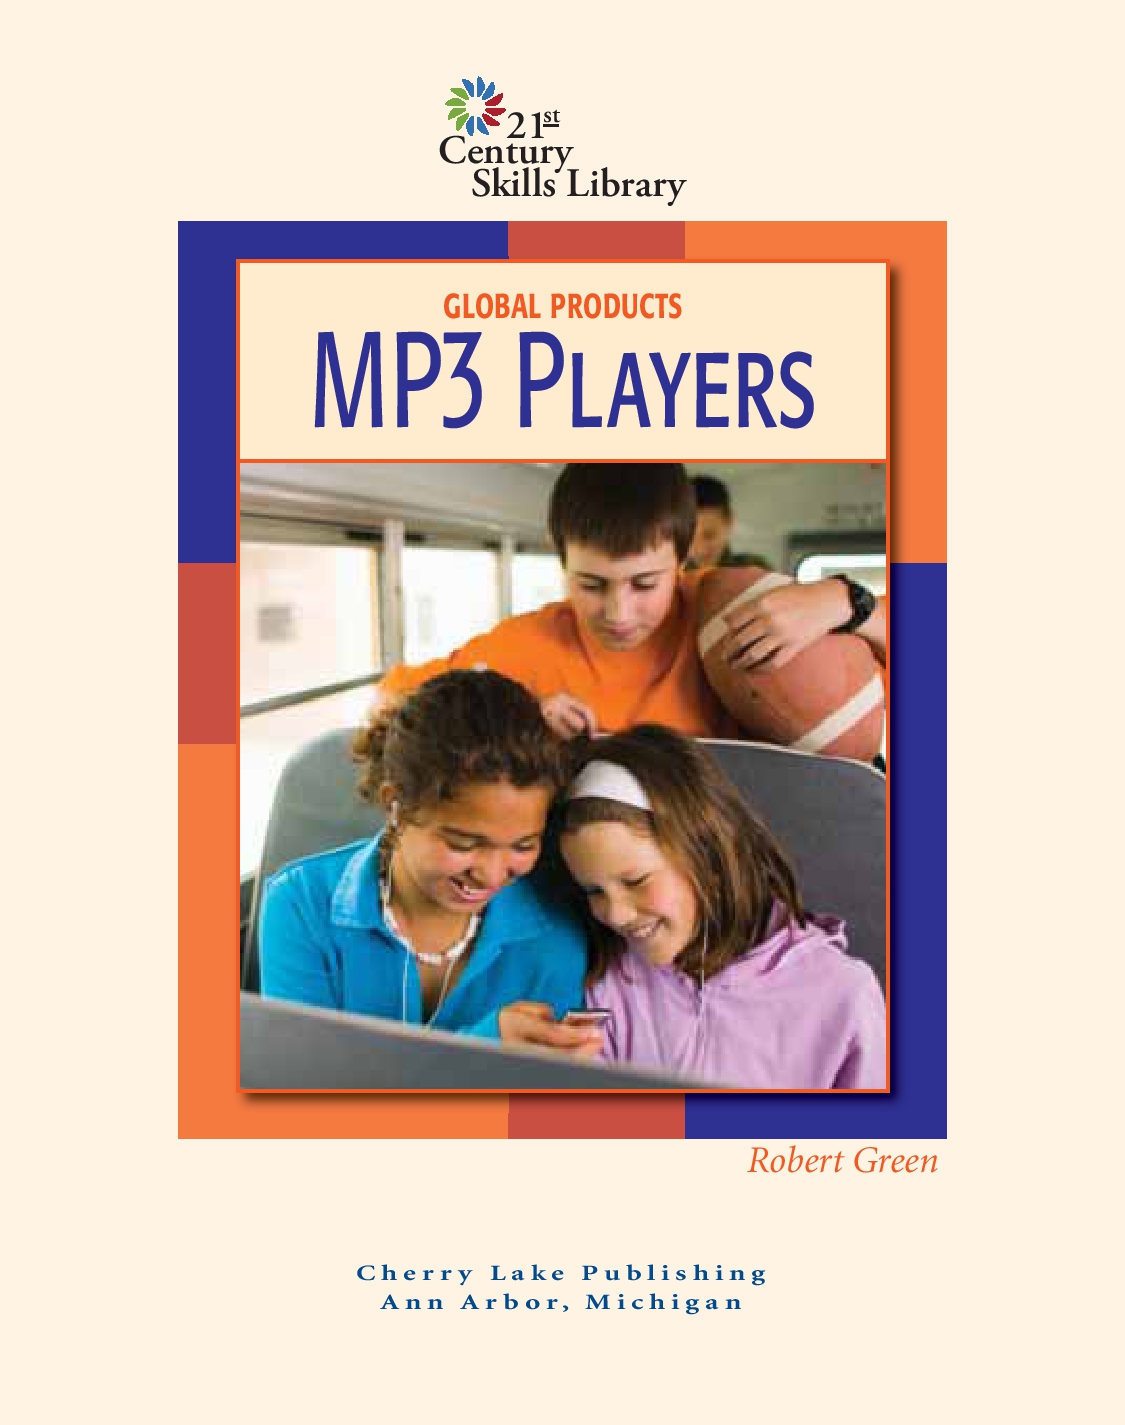 21st
Century
Skills Library
GLOBAL PRODUCTS
MP3 PLAYERS
Robert Green
Cherry Lake Publishing
Ann Arbor, Michigan